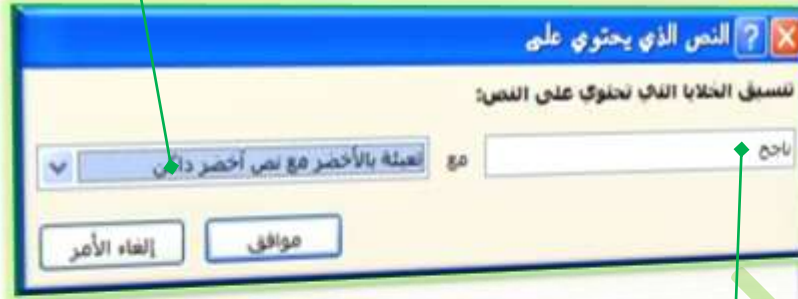 النص الذي يحتوي على
تنسيق الخلايا التي تحتوي على النص:
ناجح مع تعبئة بالأخضر مع نص أخضر داكن
موافق إلغاء الأمر